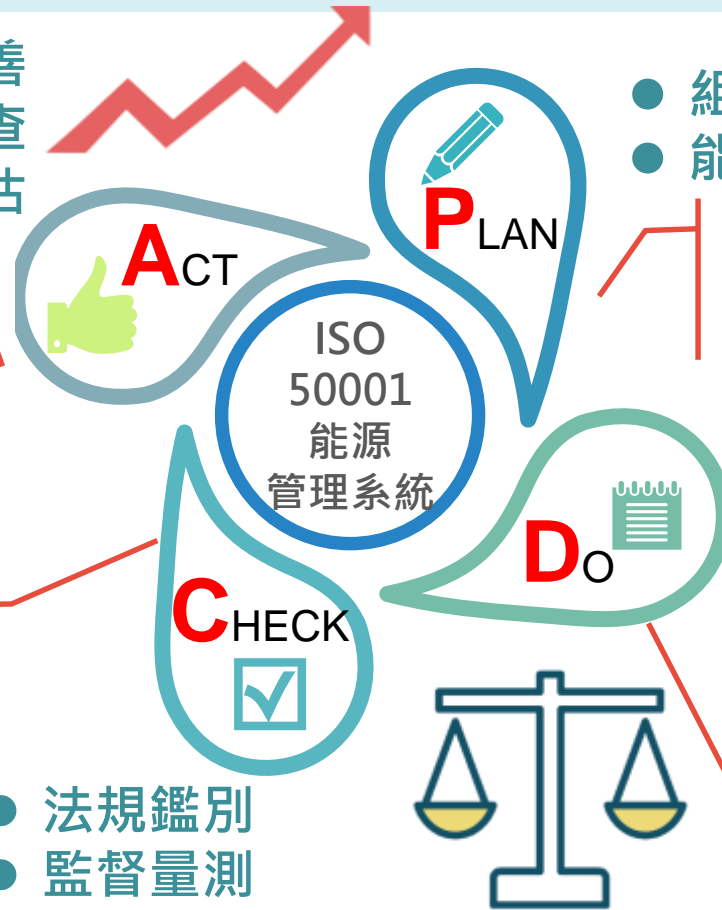 善
查
估
組
能
PLAN
ACT
ISO
50001
能源
管理系統
DO
CHECK
法規鑑別
監督量測